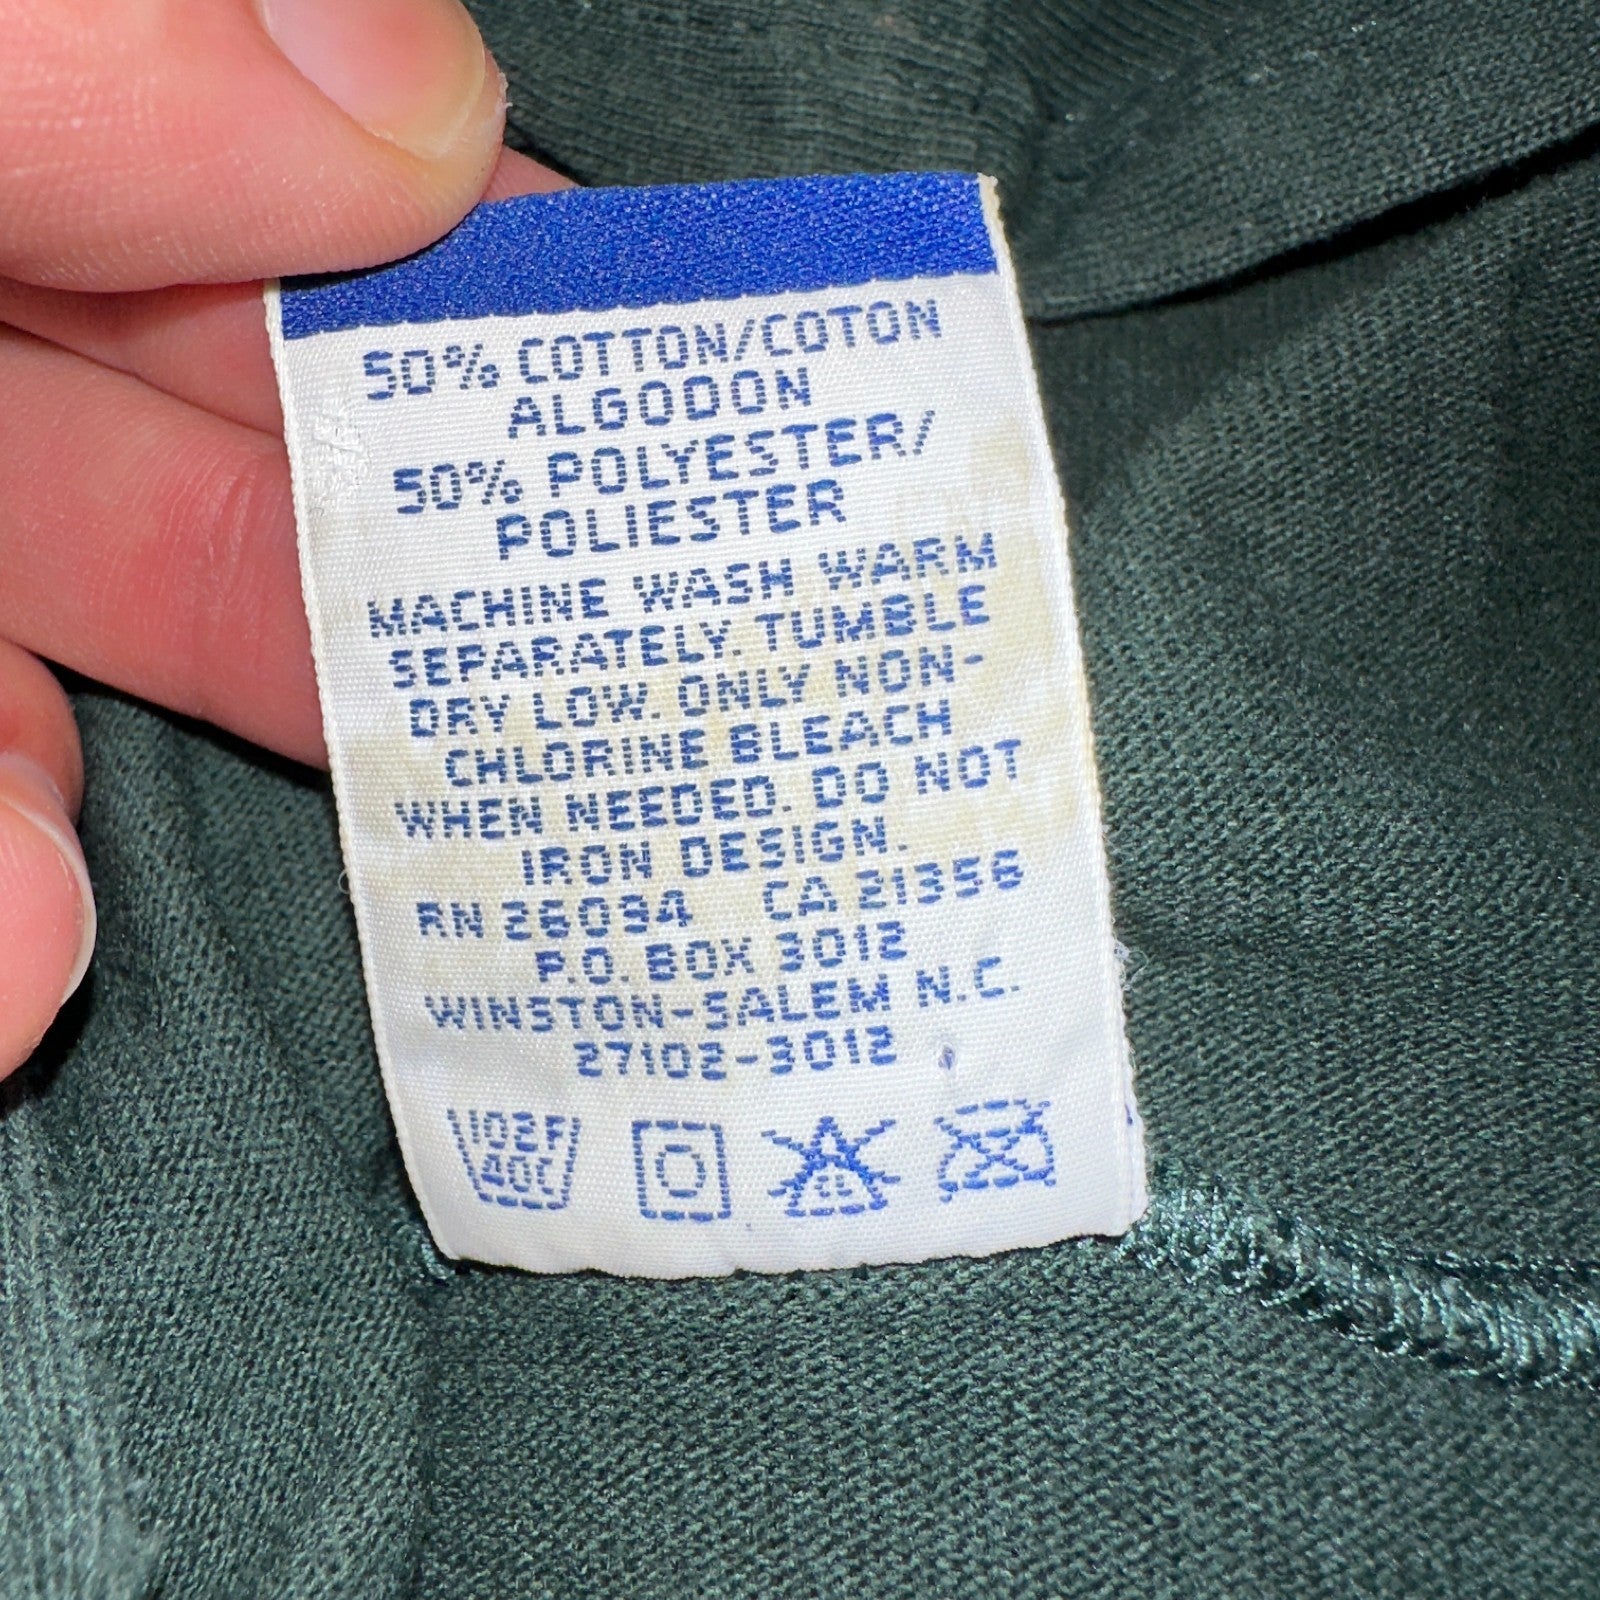 50% COTTON/COTON
ALGODON
50% POLYESTER/
POLIESTER
MACHINE WASH WARM
SEPARATELY. TUMBLE
DRY LOW. ONLY NON-
CHLORINE BLEACH
WHEN NEEDED. DO NOT
IRON DESIGN.
RN 26094 CA 21356
P.O. BOX 3012
WINSTON-SALEM N.C.
27102-3012
102F
40C